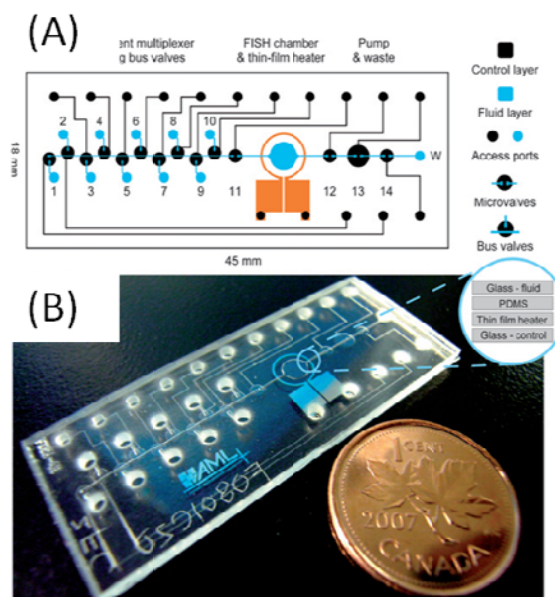 (A)
ent multiplexer
g bus valves
FISH chamber
& thin-film heater
Pump
& waste
Control layer
Fluid layer
Access ports
Microvalves
Bus valves
2 4 6 8 10
W
1 3 5 7 9 11 12 13 14
18 mm
45 mm
(B)
Glass - fluid
PDMS
Thin film heater
Glass - control
AML
1 CENT
2007
CANADA